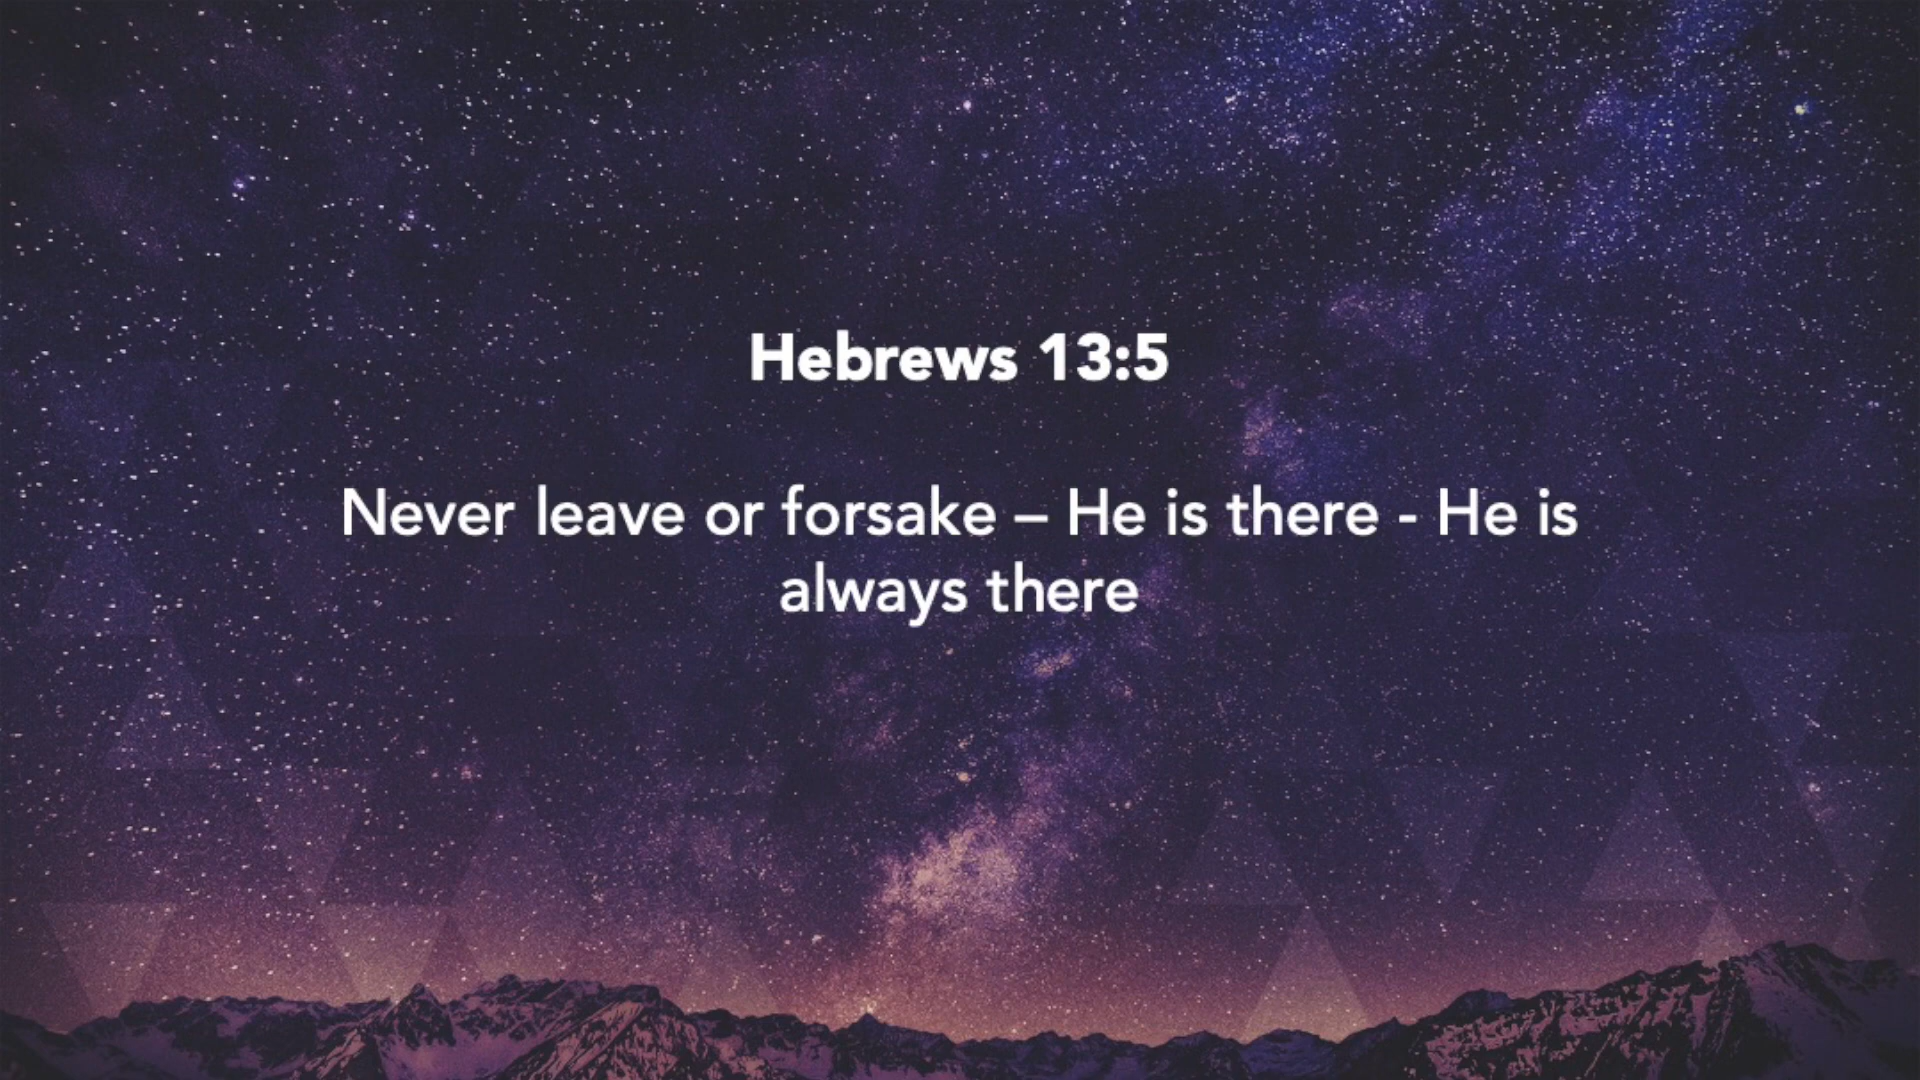 Hebrews 13:5
Never leave or forsake – He is there - He is
always there